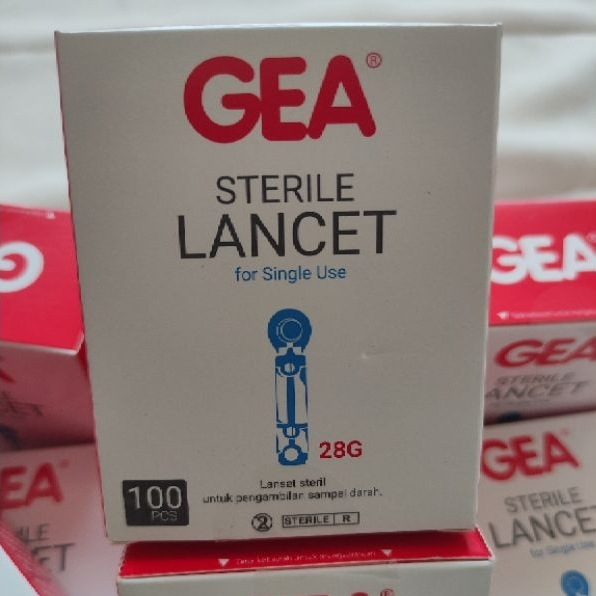 GEA®
STERILE
LANCET
for Single Use
28G
100
PCS
Lanset steril
untuk pengambilan sampel darah.
2 STERILE R
GEA
GEA
STERILE
LANCET
GEA
STERILE
LANCET
for Single Use
GEA